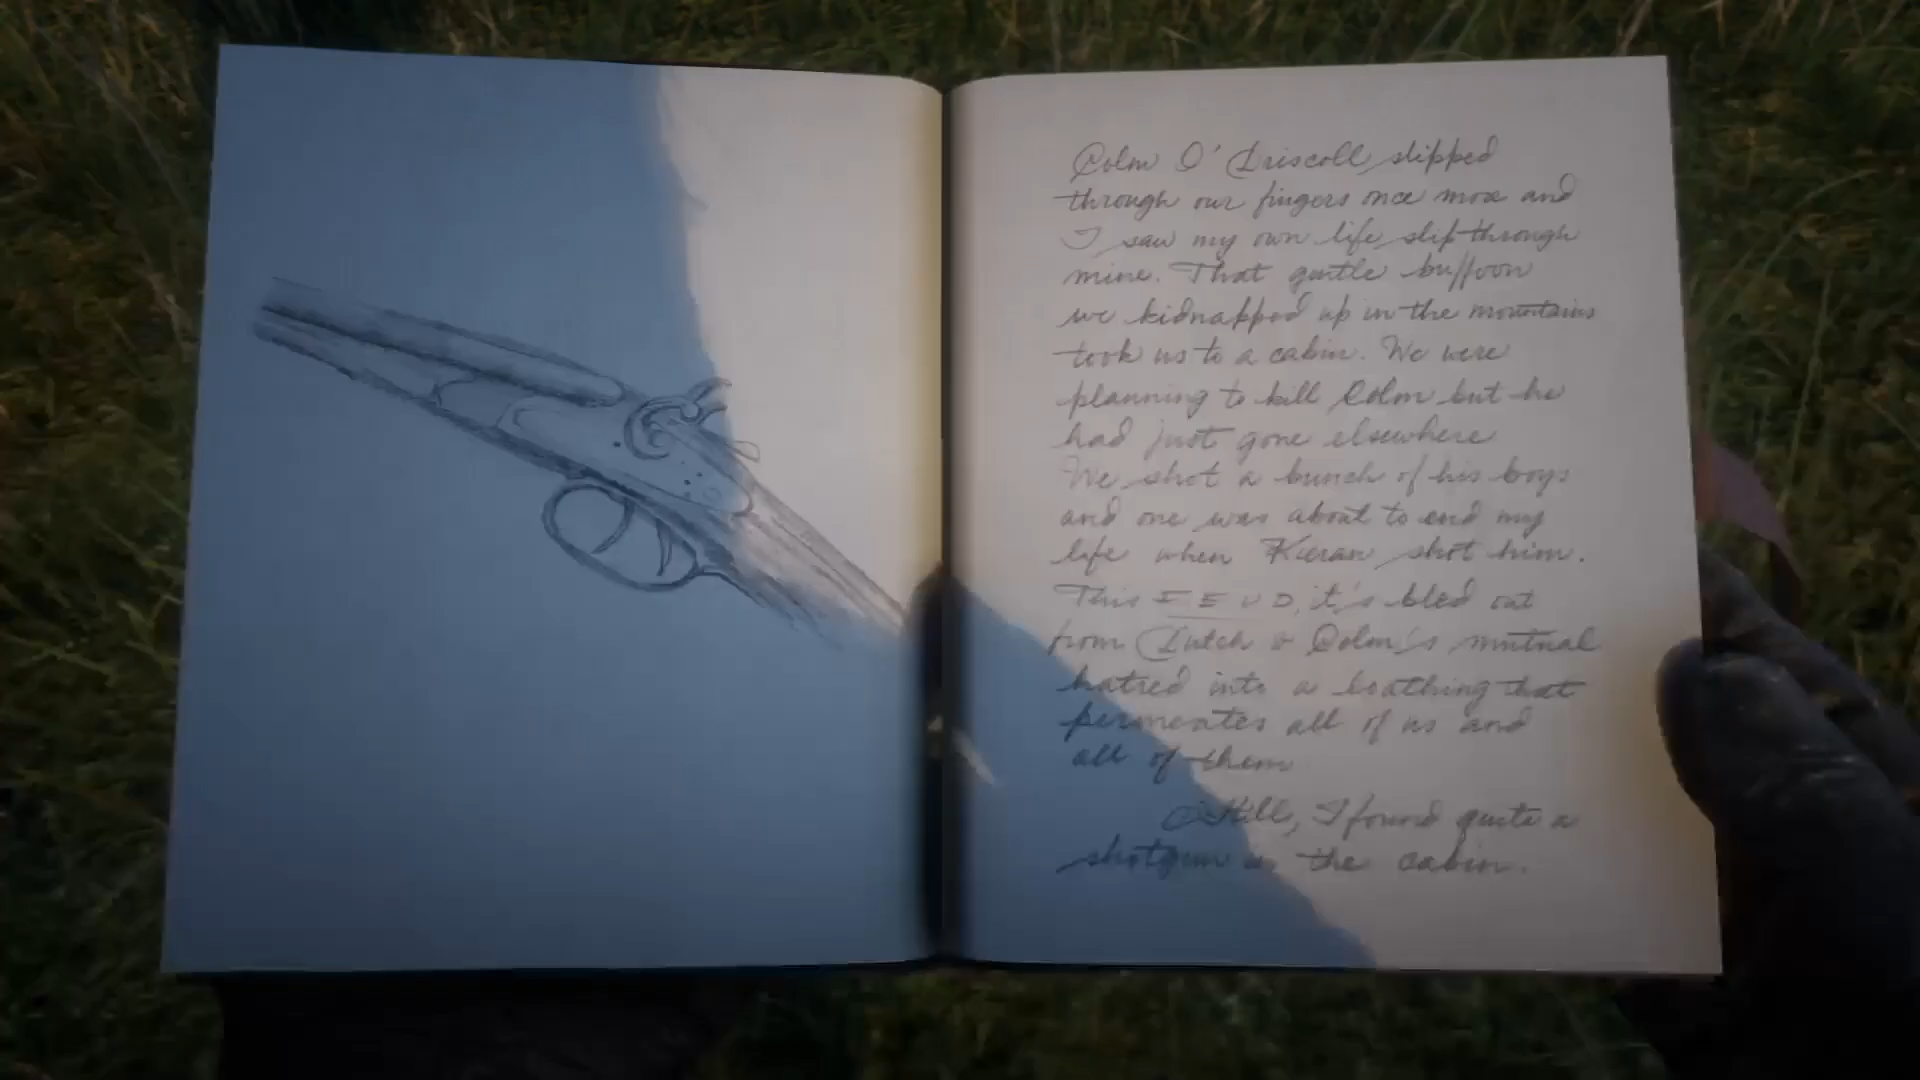 Colm O'Driscoll slipped
through our fingers once more and
I saw my own life slip through
mine. That gentle buffoon
we kidnapped up in the mountains
took us to a cabin. We were
planning to kill Colm but he
had just gone elsewhere
We shot a bunch of his boys
and one was about to end my
life when Kieran shot him.
This FEUD, it's bled out
from Dutch & Colm's mutual
hatred into a loathing that
permeates all of us and
all of them
Still, I found quite a
shotgun in the cabin.